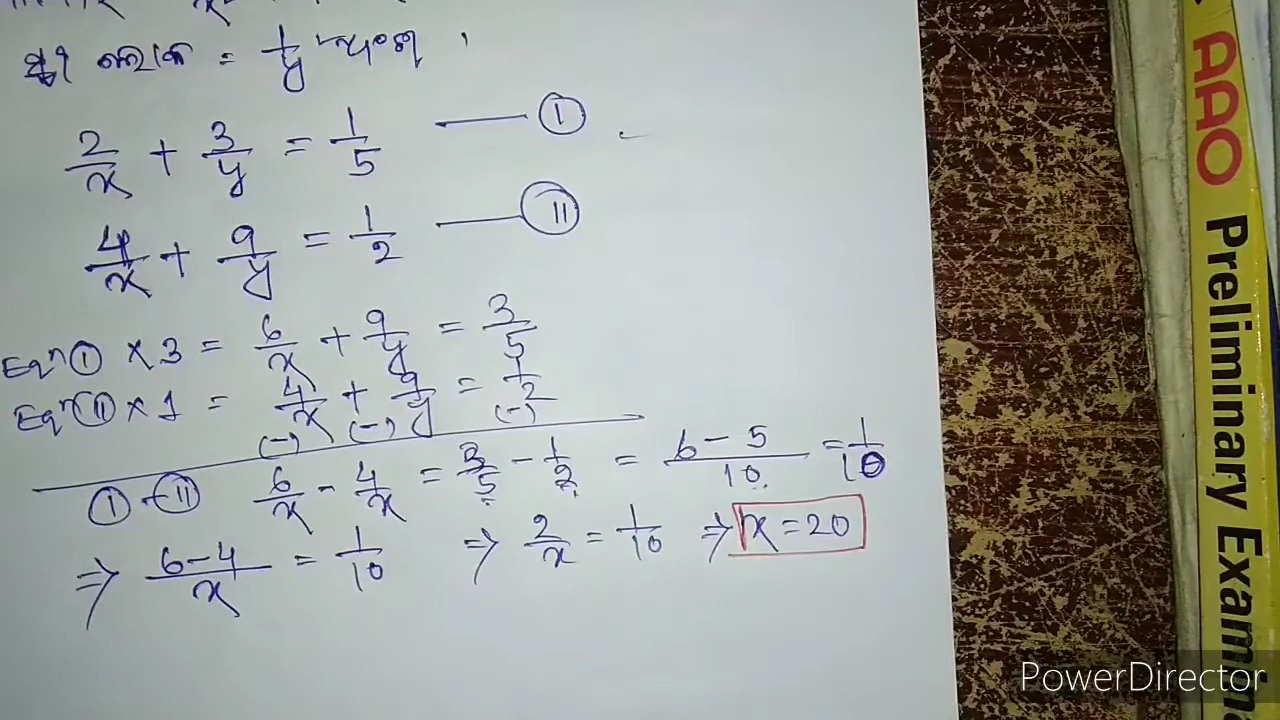 = 1/y
2/x + 3/y = 1/5 —— I
4/x + 9/y = 1/2 —— II
Eqⁿ I × 3 = 6/x + 9/y = 3/5
Eqⁿ II × 1 = 4/x + 9/y = 1/2
(-) (-) (-)
I - II 6/x - 4/x = 3/5 - 1/2 = 6-5/10 = 1/10
⇒ 6-4/x = 1/10 ⇒ 2/x = 1/10 ⇒ x = 20
AAO Preliminary Examin
PowerDirector